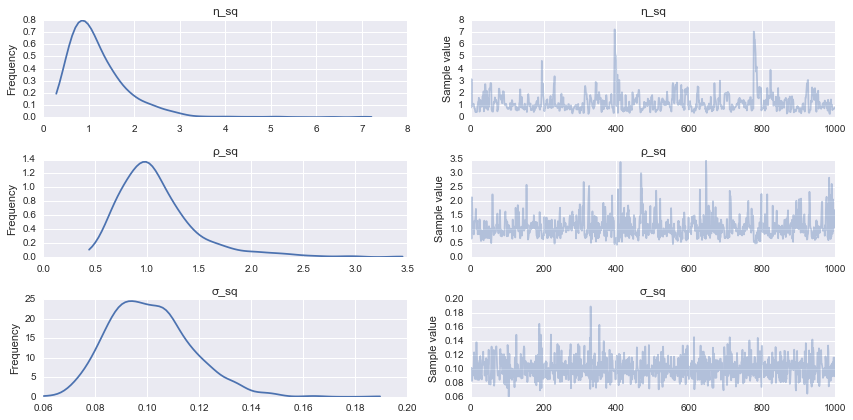 η_sq
0.8
0.7
0.6
0.5
0.4
0.3
0.2
0.1
0.0
Frequency
0 1 2 3 4 5 6 7 8
η_sq
8
7
6
5
4
3
2
1
0
Sample value
0 200 400 600 800 1000
ρ_sq
1.4
1.2
1.0
0.8
0.6
0.4
0.2
0.0
Frequency
0.0 0.5 1.0 1.5 2.0 2.5 3.0 3.5
ρ_sq
3.5
3.0
2.5
2.0
1.5
1.0
0.5
0.0
Sample value
0 200 400 600 800 1000
σ_sq
25
20
15
10
5
0
Frequency
0.06 0.08 0.10 0.12 0.14 0.16 0.18 0.20
σ_sq
0.20
0.18
0.16
0.14
0.12
0.10
0.08
0.06
Sample value
0 200 400 600 800 1000